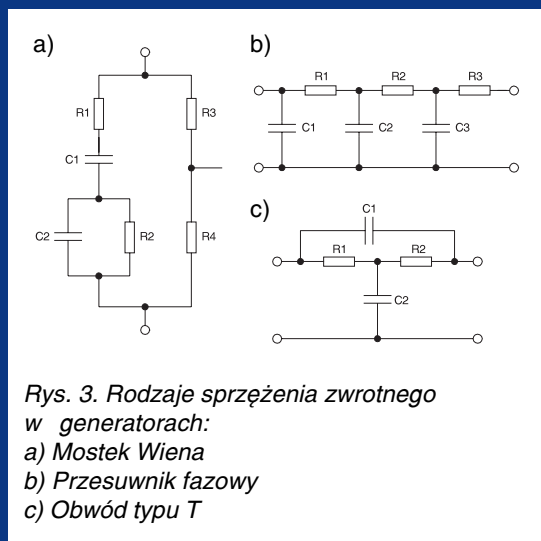 a)
R1
R3
C1
C2
R2
R4
b)
R1
R2
R3
C1
C2
C3
c)
C1
R1
R2
C2
Rys. 3. Rodzaje sprzężenia zwrotnego
w generatorach:
a) Mostek Wiena
b) Przesuwnik fazowy
c) Obwód typu T